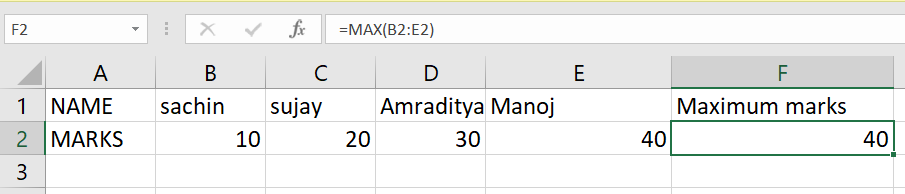 F2 fx =MAX(B2:E2)
A B C D E F
1 NAME sachin sujay Amraditya Manoj Maximum marks
2 MARKS 10 20 30 40 40
3